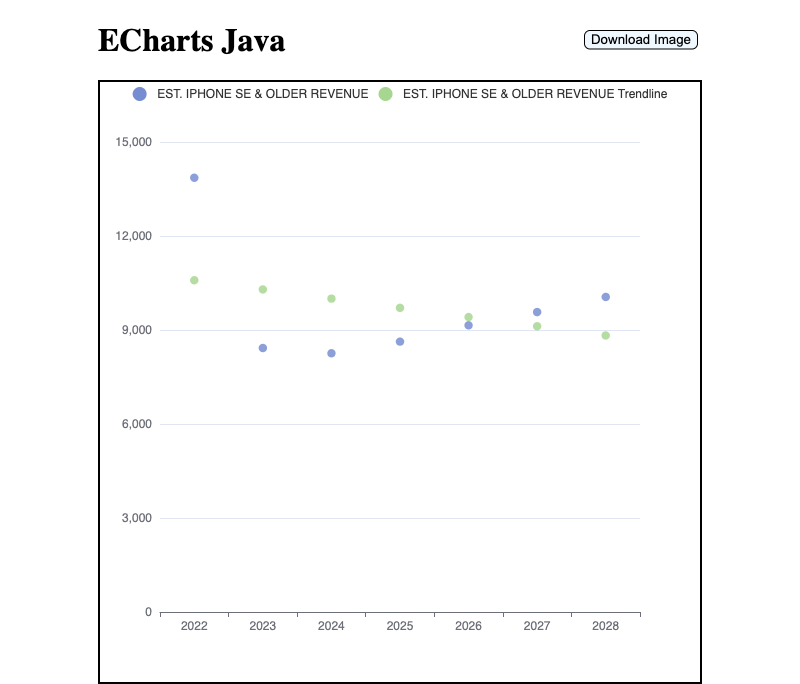 ECharts Java
Download Image
EST. IPHONE SE & OLDER REVENUE
EST. IPHONE SE & OLDER REVENUE Trendline
15,000
12,000
9,000
6,000
3,000
0
2022 2023 2024 2025 2026 2027 2028